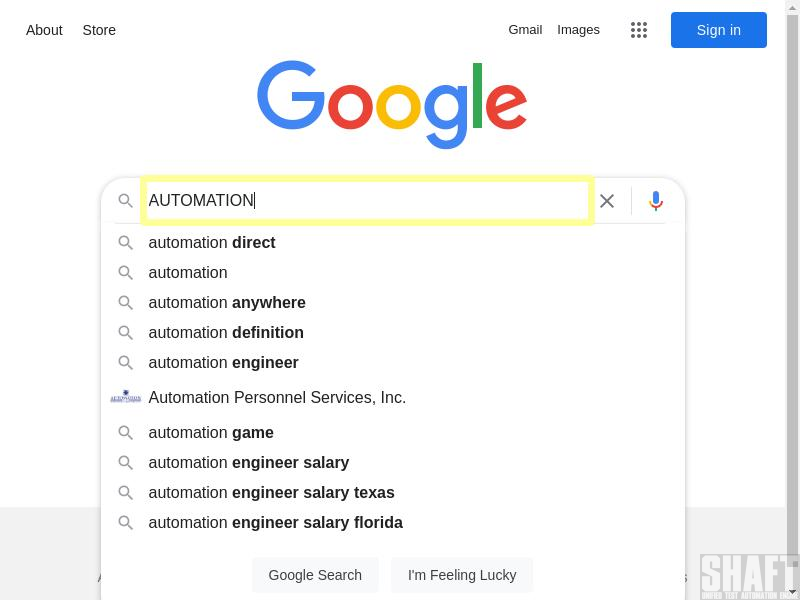 About Store Gmail Images Sign in
Google
AUTOMATION
automation direct
automation
automation anywhere
automation definition
automation engineer
Automation Personnel Services, Inc.
automation game
automation engineer salary
automation engineer salary texas
automation engineer salary florida
Google Search I'm Feeling Lucky
SHAFT